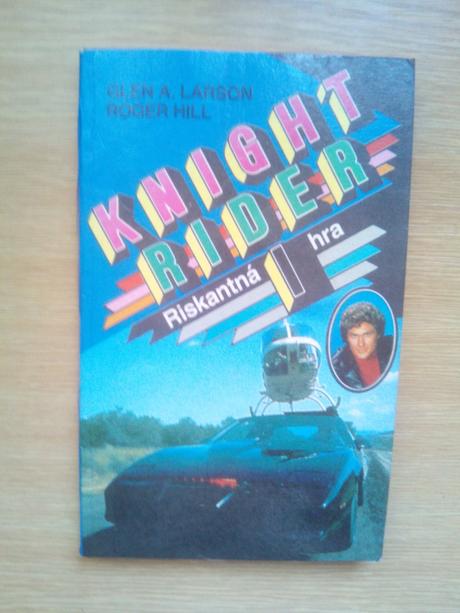 GLEN A. LARSON
ROGER HILL
KNIGHT
RIDER
Riskantná I hra